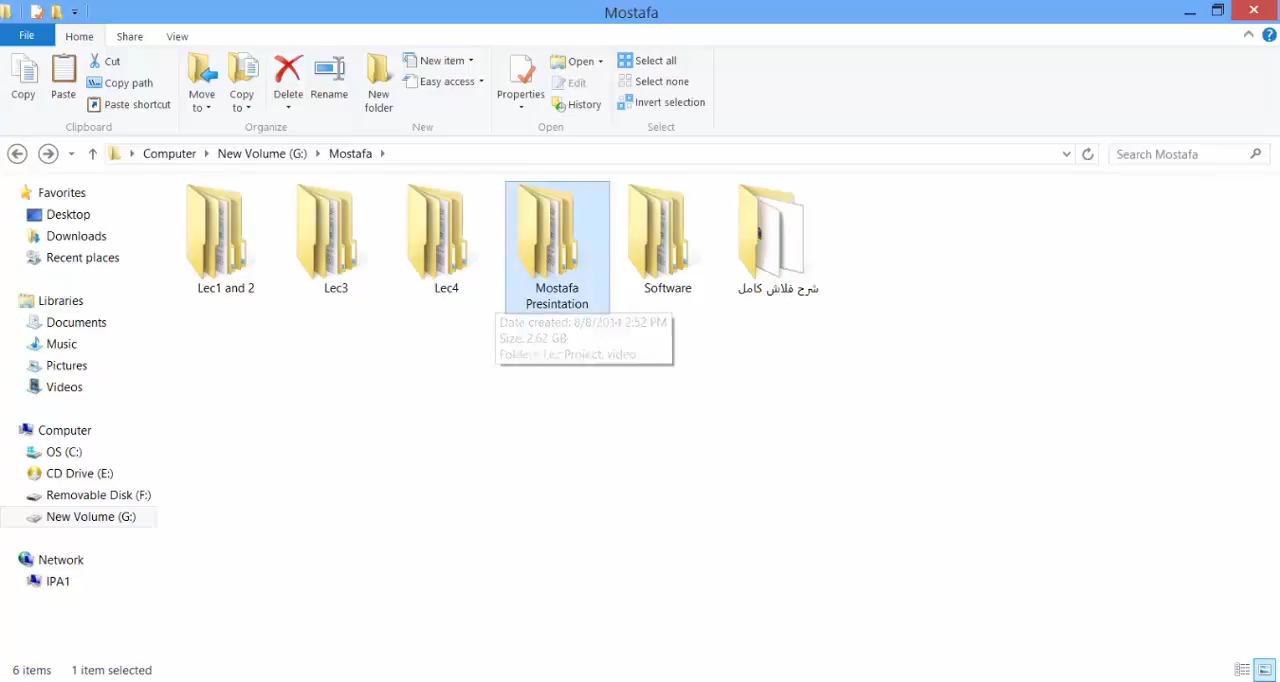 Mostafa
File
Home
Share
View
Copy
Paste
Cut
Copy path
Paste shortcut
Clipboard
Move to
Copy to
Delete
Rename
Organize
New folder
New item
Easy access
New
Properties
Open
Edit
History
Open
Select all
Select none
Invert selection
Select
Computer
New Volume (G:)
Mostafa
Search Mostafa
Favorites
Desktop
Downloads
Recent places
Libraries
Documents
Music
Pictures
Videos
Computer
OS (C:)
CD Drive (E:)
Removable Disk (F:)
New Volume (G:)
Network
IPA1
Lec1 and 2
Lec3
Lec4
Mostafa
Presintation
Software
شرح فلاش كامل
Date created: 8/8/2014 2:52 PM
Size: 2.62 GB
Folders: Lec Project, video
6 items
1 item selected